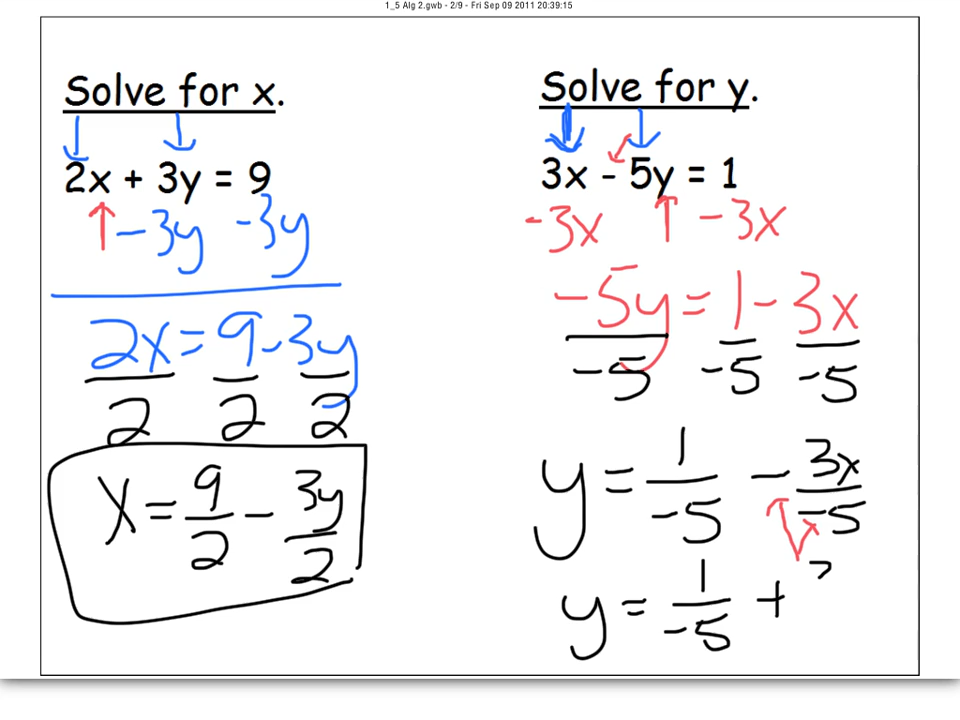 1_5 Alg 2.gwb - 2/9 - Fri Sep 09 2011 20:39:15
Solve for x.
2x + 3y = 9
-3y -3y
2x = 9 - 3y
2 2 2
x = 9/2 - 3y/2
Solve for y.
3x - 5y = 1
-3x -3x
-5y = 1 - 3x
-5 -5 -5
y = 1/-5 - 3x/-5
y = 1/-5 +